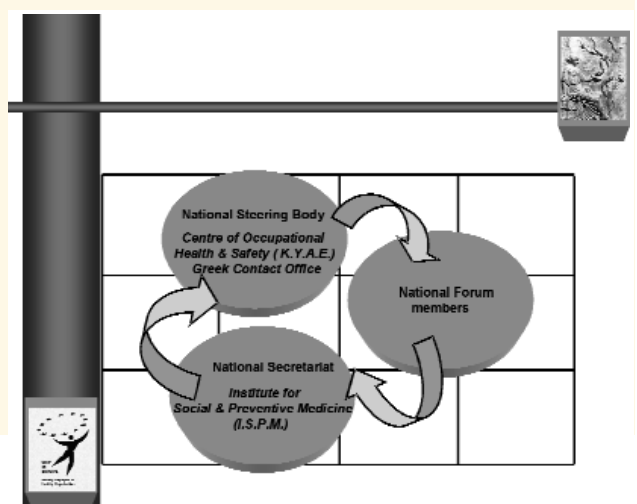 National Steering Body
Centre of Occupational
Health & Safety ( K.Y.A.E.)
Greek Contact Office
National Forum
members
National Secretariat
Institute for
Social & Preventive Medicine
(I.S.P.M.)